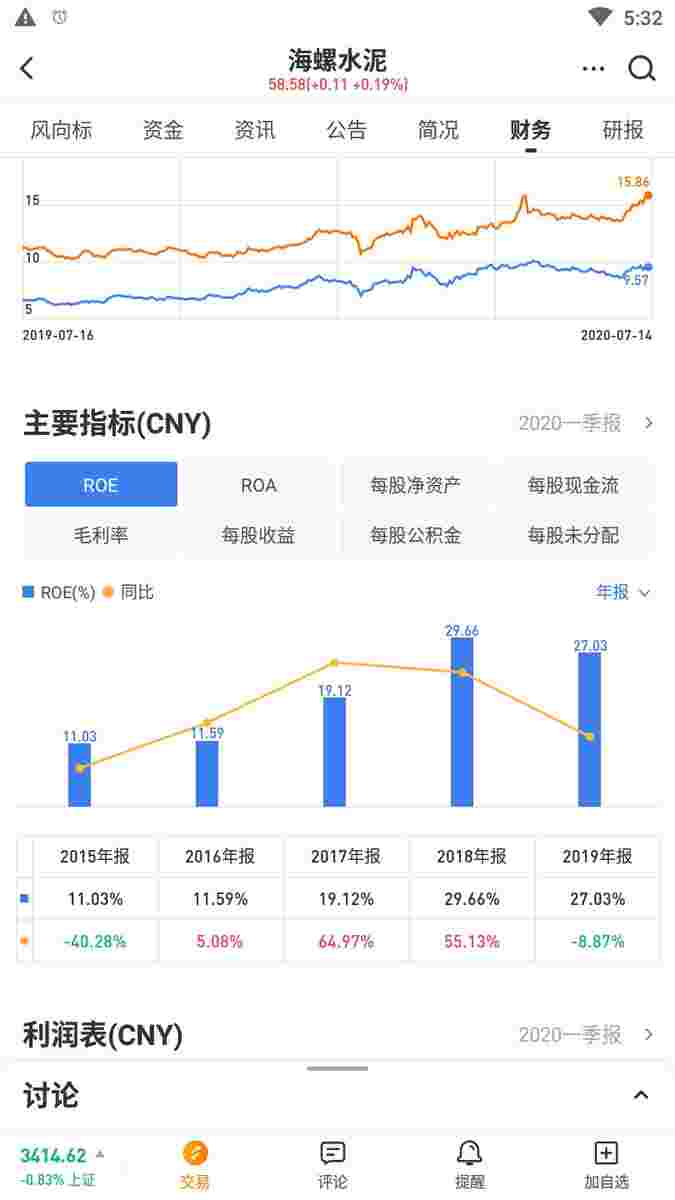 5:32
海螺水泥
58.58(+0.11 +0.19%)
风向标 资金 资讯 公告 简况 财务 研报
15.86
15
10
9.57
5
2019-07-16 2020-07-14
主要指标(CNY) 2020一季报
ROE ROA 每股净资产 每股现金流
毛利率 每股收益 每股公积金 每股未分配
ROE(%) 同比 年报
29.66
27.03
19.12
11.03 11.59
2015年报 2016年报 2017年报 2018年报 2019年报
11.03% 11.59% 19.12% 29.66% 27.03%
-40.28% 5.08% 64.97% 55.13% -8.87%
利润表(CNY) 2020一季报
讨论
3414.62
-0.83% 上证
交易 评论 提醒 加自选